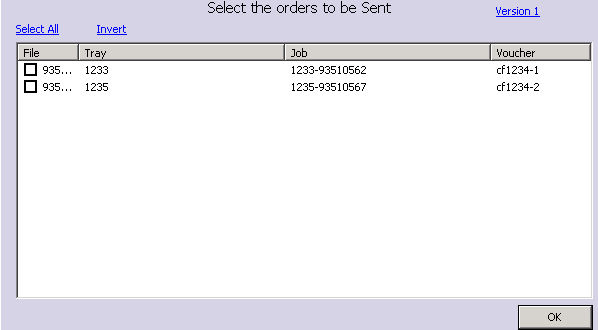 Select the orders to be Sent
Version 1
Select All Invert
File Tray Job Voucher
935... 1233 1233-93510562 cf1234-1
935... 1235 1235-93510567 cf1234-2
OK